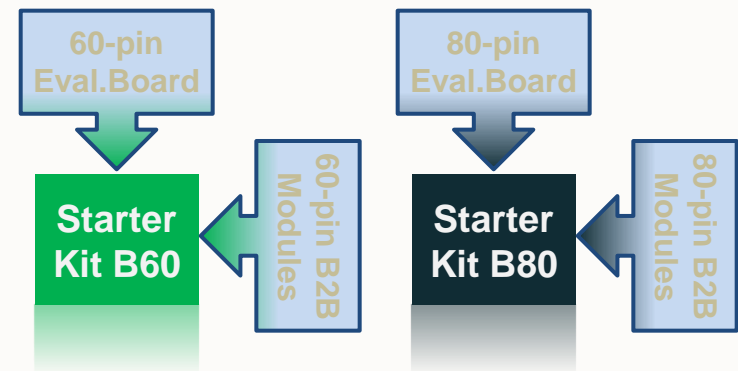 60-pin
Eval.Board
80-pin
Eval.Board
Starter
Kit B60
60-pin B2B
Modules
Starter
Kit B80
80-pin B2B
Modules